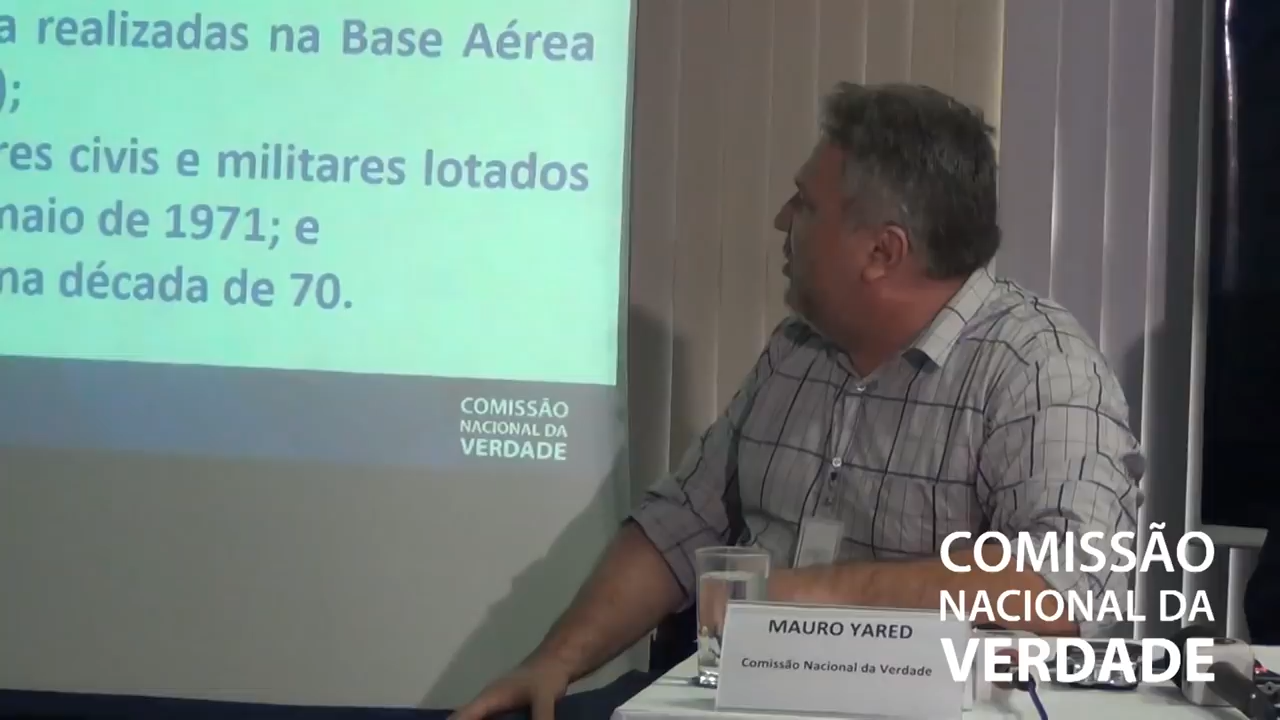 a realizadas na Base Aérea
);
res civis e militares lotados
maio de 1971; e
na década de 70.
COMISSÃO
NACIONAL DA
VERDADE
MAURO YARED
Comissão Nacional da Verdade
COMISSÃO
NACIONAL DA
VERDADE